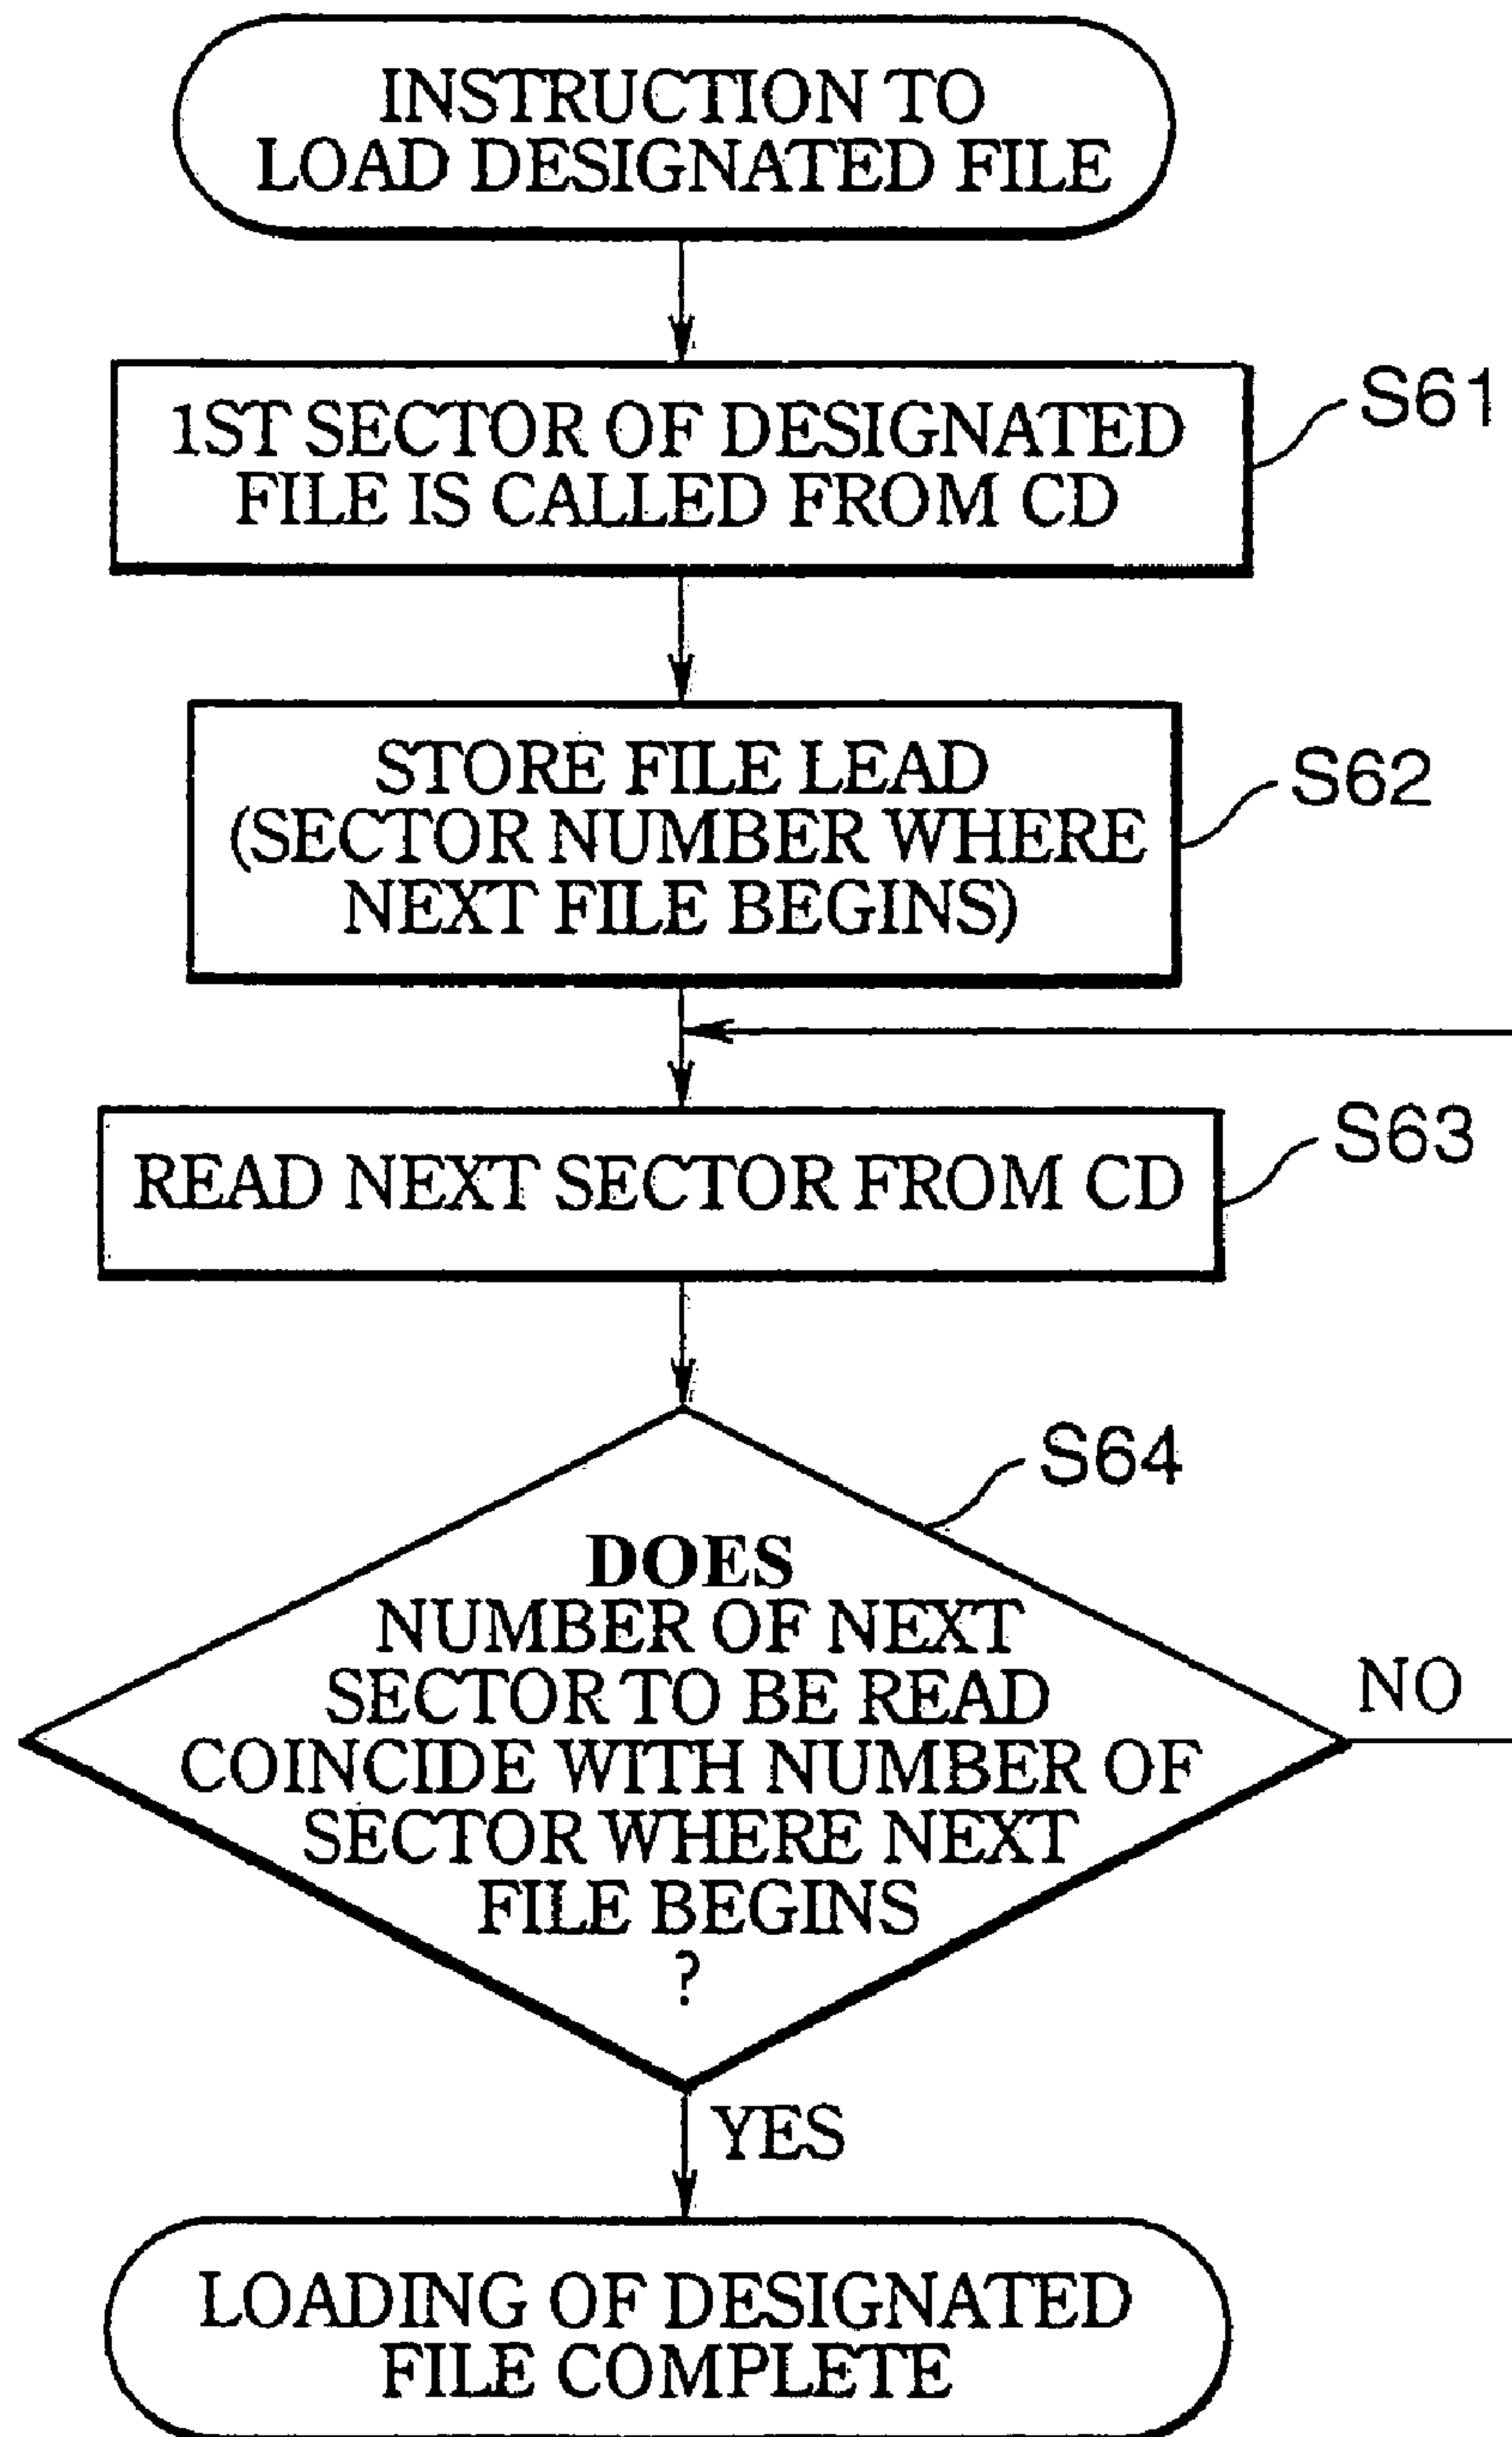 INSTRUCTION TO
LOAD DESIGNATED FILE
1ST SECTOR OF DESIGNATED
FILE IS CALLED FROM CD
S61
STORE FILE LEAD
(SECTOR NUMBER WHERE
NEXT FILE BEGINS)
S62
READ NEXT SECTOR FROM CD
S63
S64
DOES
NUMBER OF NEXT
SECTOR TO BE READ
COINCIDE WITH NUMBER OF
SECTOR WHERE NEXT
FILE BEGINS
?
NO
YES
LOADING OF DESIGNATED
FILE COMPLETE